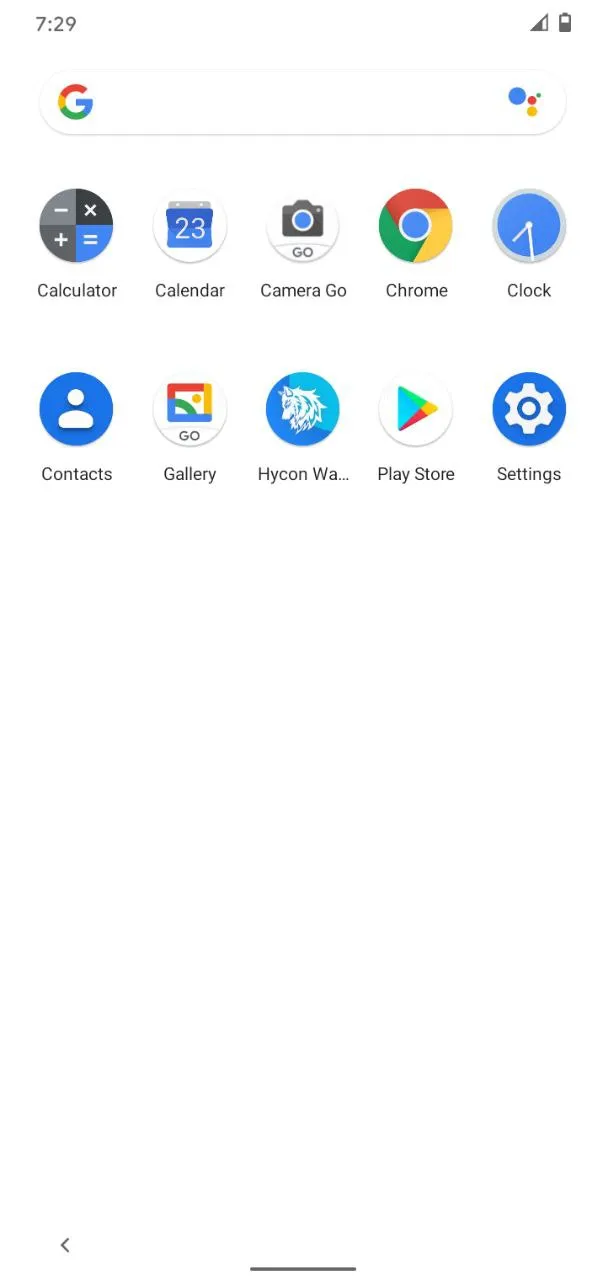 7:29
23
GO
Calculator Calendar Camera Go Chrome Clock
GO
Contacts Gallery Hycon Wa... Play Store Settings